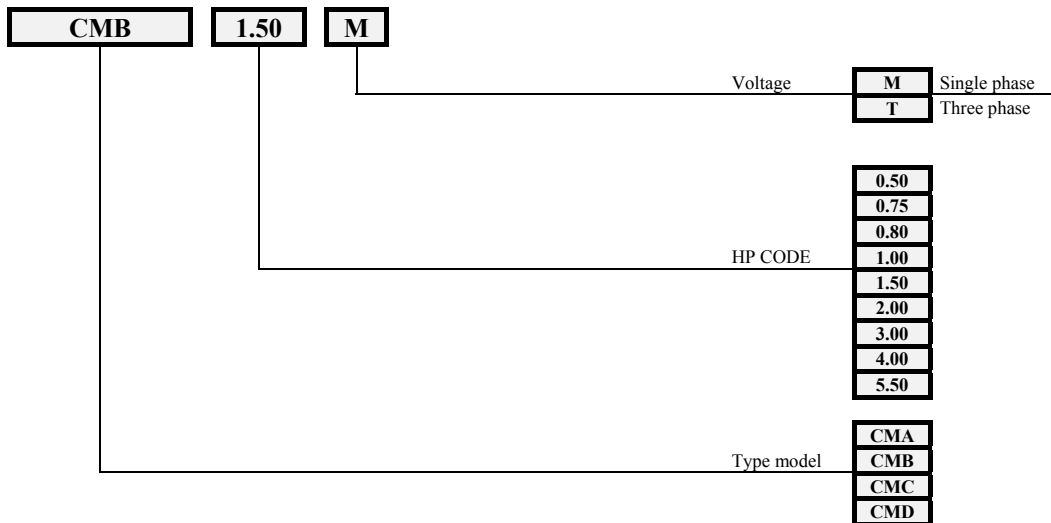 CMB 1.50 M
Voltage M Single phase
T Three phase
0.50
0.75
0.80
HP CODE 1.00
1.50
2.00
3.00
4.00
5.50
CMA
Type model CMB
CMC
CMD